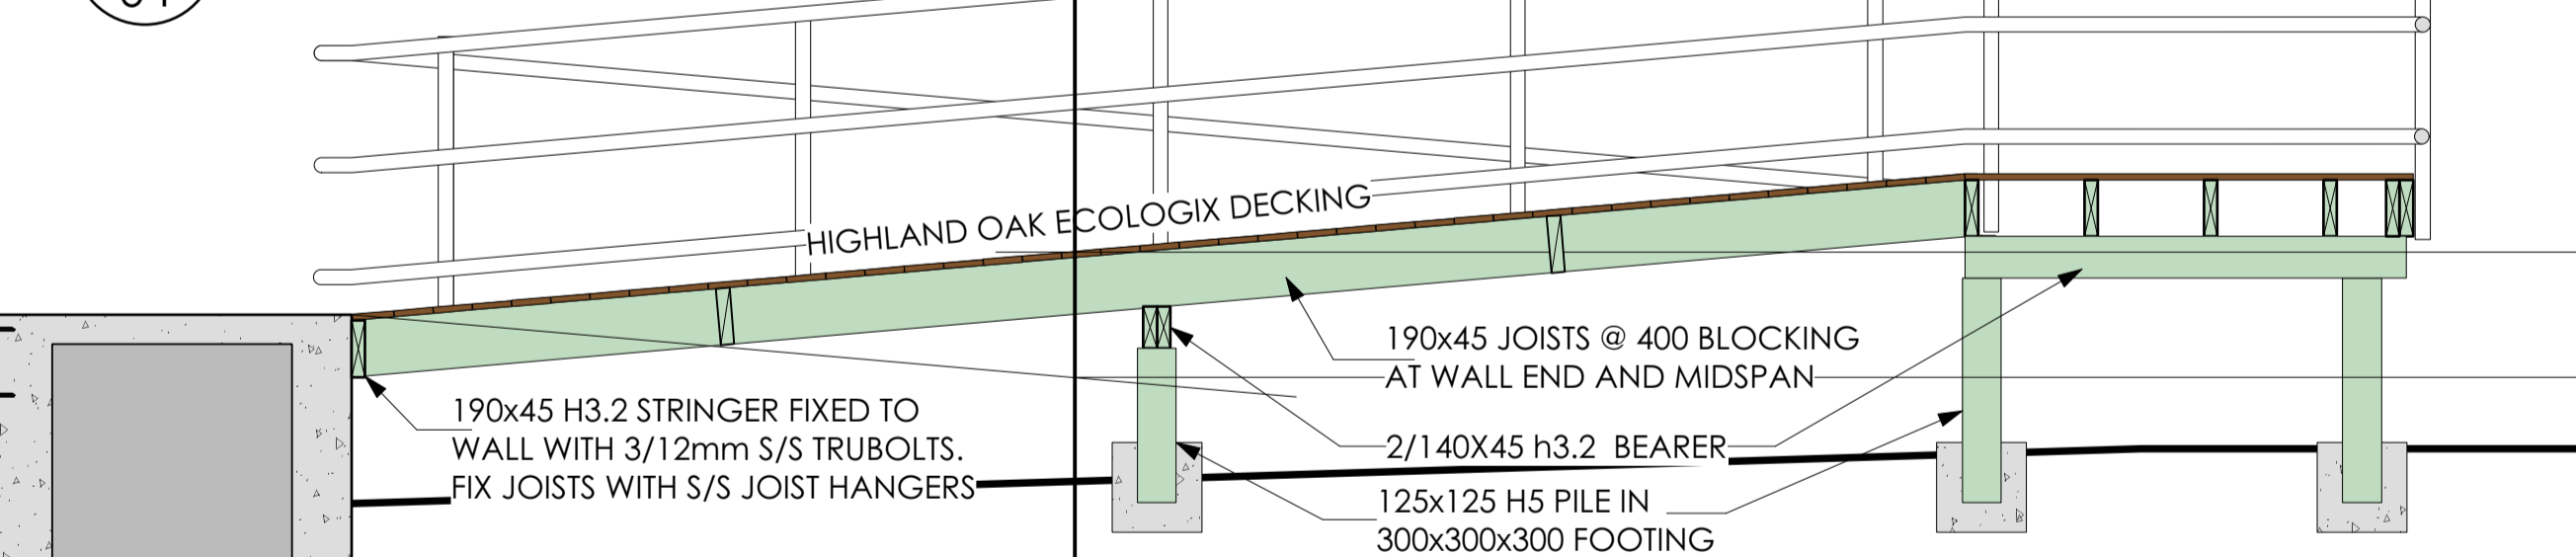 HIGHLAND OAK ECOLOGIX DECKING
190x45 JOISTS @ 400 BLOCKING
AT WALL END AND MIDSPAN
190x45 H3.2 STRINGER FIXED TO
WALL WITH 3/12mm S/S TRUBOLTS.
FIX JOISTS WITH S/S JOIST HANGERS
2/140X45 h3.2 BEARER
125x125 H5 PILE IN
300x300x300 FOOTING